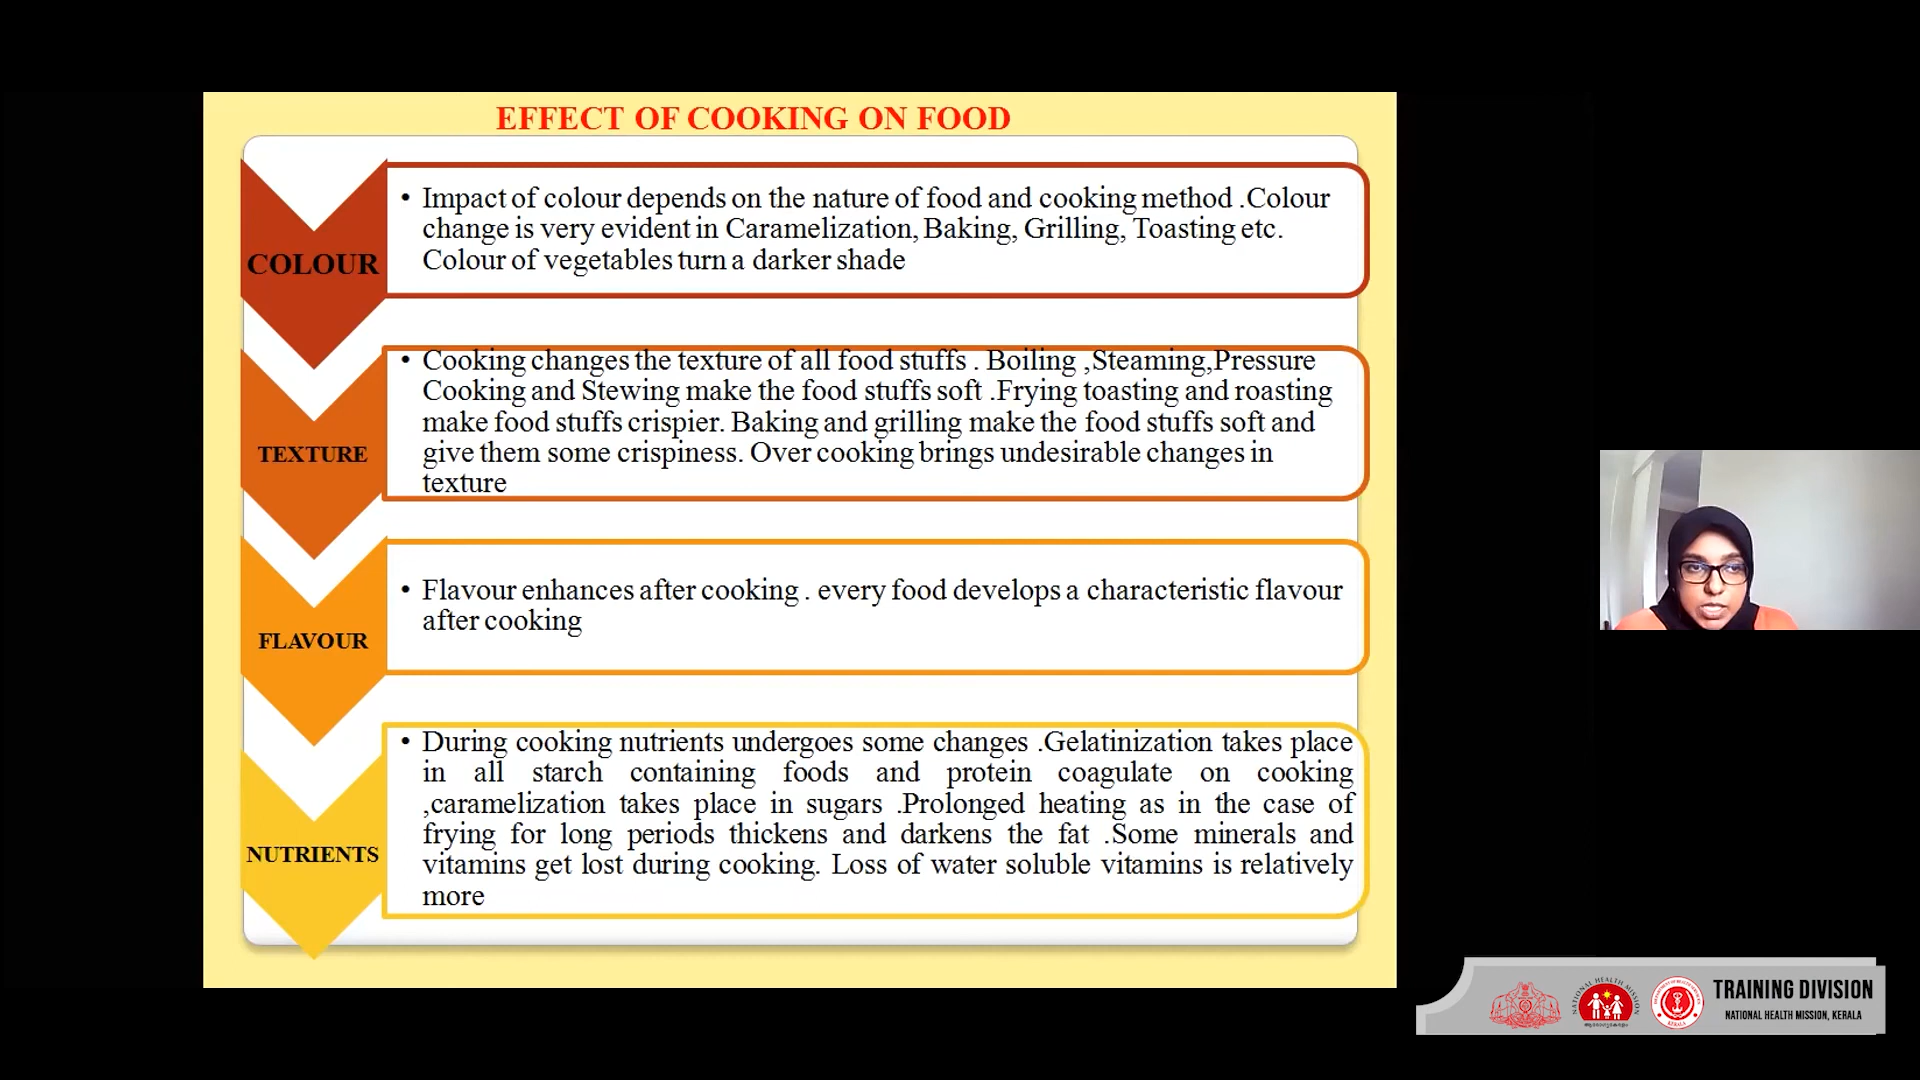 EFFECT OF COOKING ON FOOD
COLOUR
• Impact of colour depends on the nature of food and cooking method .Colour
change is very evident in Caramelization, Baking, Grilling, Toasting etc.
Colour of vegetables turn a darker shade
TEXTURE
• Cooking changes the texture of all food stuffs . Boiling ,Steaming,Pressure
Cooking and Stewing make the food stuffs soft .Frying toasting and roasting
make food stuffs crispier. Baking and grilling make the food stuffs soft and
give them some crispiness. Over cooking brings undesirable changes in
texture
FLAVOUR
• Flavour enhances after cooking . every food develops a characteristic flavour
after cooking
NUTRIENTS
• During cooking nutrients undergoes some changes .Gelatinization takes place
in all starch containing foods and protein coagulate on cooking
,caramelization takes place in sugars .Prolonged heating as in the case of
frying for long periods thickens and darkens the fat .Some minerals and
vitamins get lost during cooking. Loss of water soluble vitamins is relatively
more
NATIONAL HEALTH MISSION
KERALA
TRAINING DIVISION
NATIONAL HEALTH MISSION, KERALA